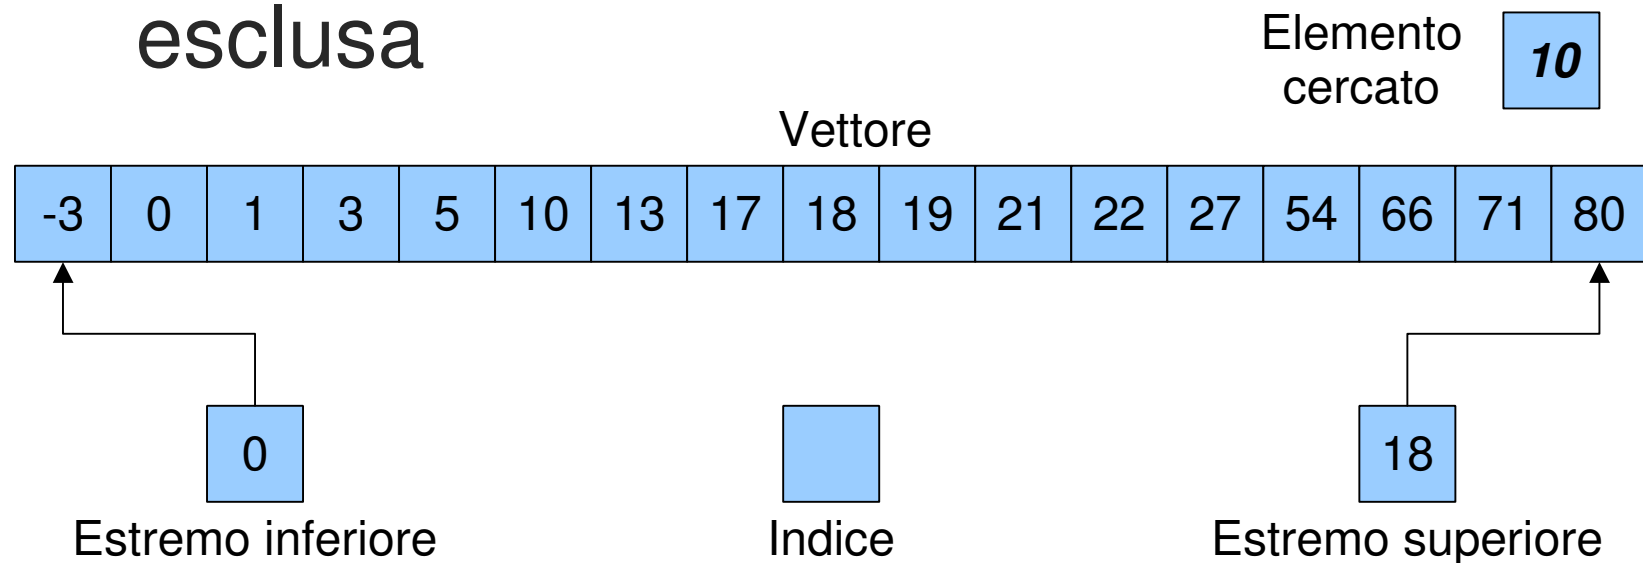 esclusa
Elemento
cercato
10
Vettore
-3 0 1 3 5 10 13 17 18 19 21 22 27 54 66 71 80
0
18
Estremo inferiore
Indice
Estremo superiore